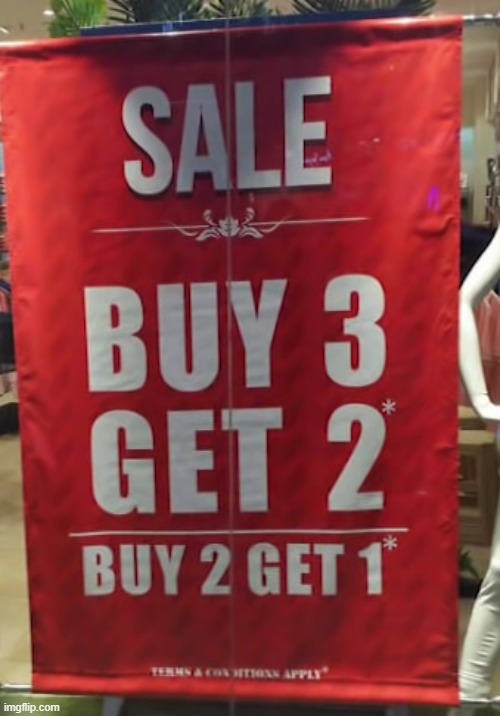 SALE
BUY 3
GET 2*
BUY 2 GET 1*
TERMS & CONDITIONS APPLY*
imgflip.com